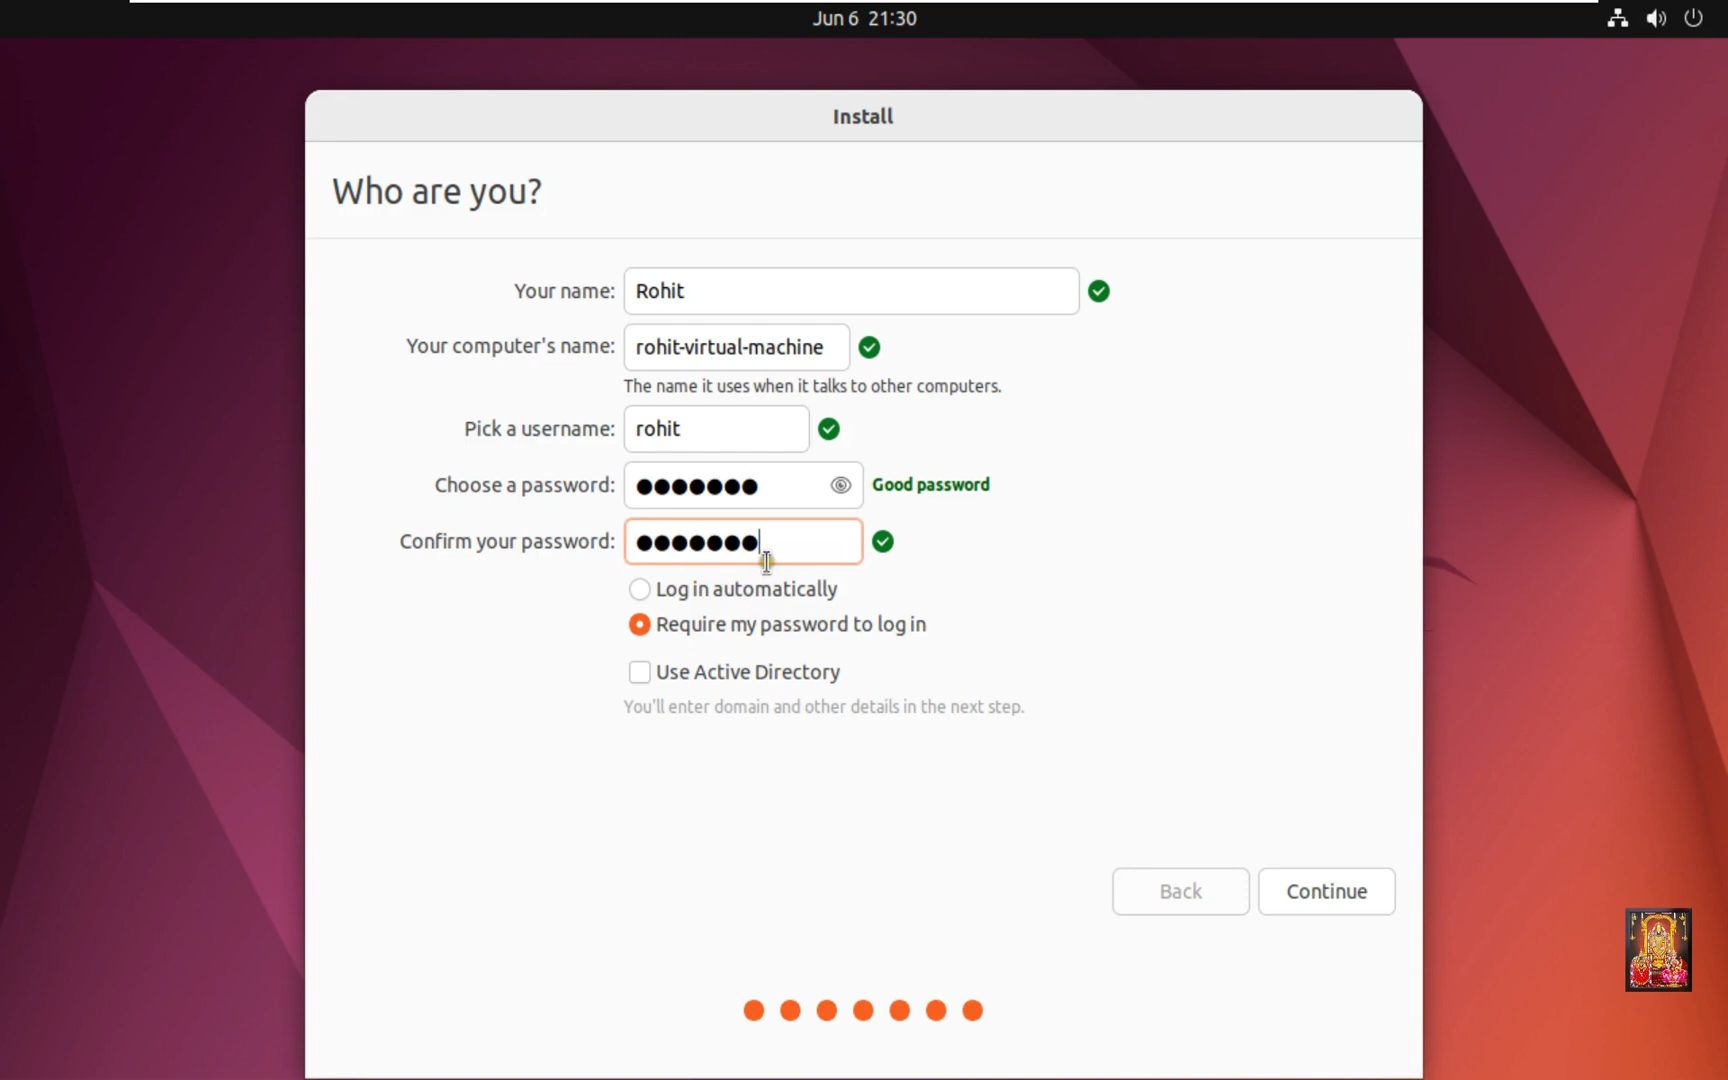 Jun 6 21:30
Install
Who are you?
Your name: Rohit
Your computer's name: rohit-virtual-machine
The name it uses when it talks to other computers.
Pick a username: rohit
Choose a password: ●●●●●●● Good password
Confirm your password: ●●●●●●●
Log in automatically
Require my password to log in
Use Active Directory
You'll enter domain and other details in the next step.
Back Continue